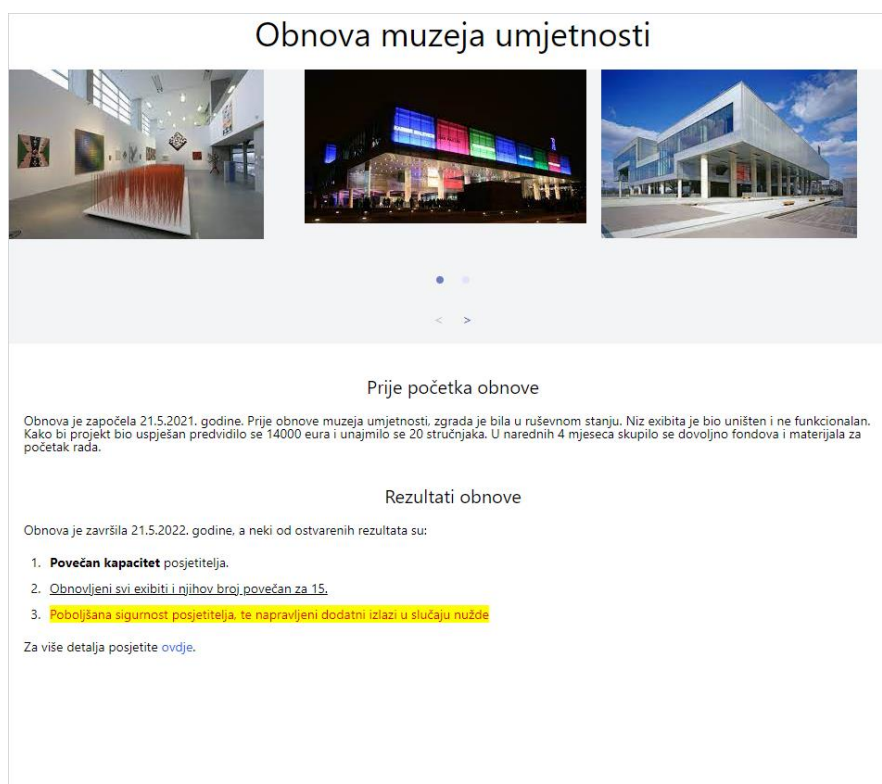 Obnova muzeja umjetnosti
< >
Prije početka obnove
Obnova je započela 21.5.2021. godine. Prije obnove muzeja umjetnosti, zgrada je bila u ruševnom stanju. Niz exibita je bio uništen i ne funkcionalan.
Kako bi projekt bio uspješan predvidilo se 14000 eura i unajmilo se 20 stručnjaka. U narednih 4 mjeseca skupilo se dovoljno fondova i materijala za
početak rada.
Rezultati obnove
Obnova je završila 21.5.2022. godine, a neki od ostvarenih rezultata su:
1. Povečan kapacitet posjetitelja.
2. Obnovljeni svi exibiti i njihov broj povečan za 15.
3. Poboljšana sigurnost posjetitelja, te napravljeni dodatni izlazi u slučaju nužde
Za više detalja posjetite ovdje.